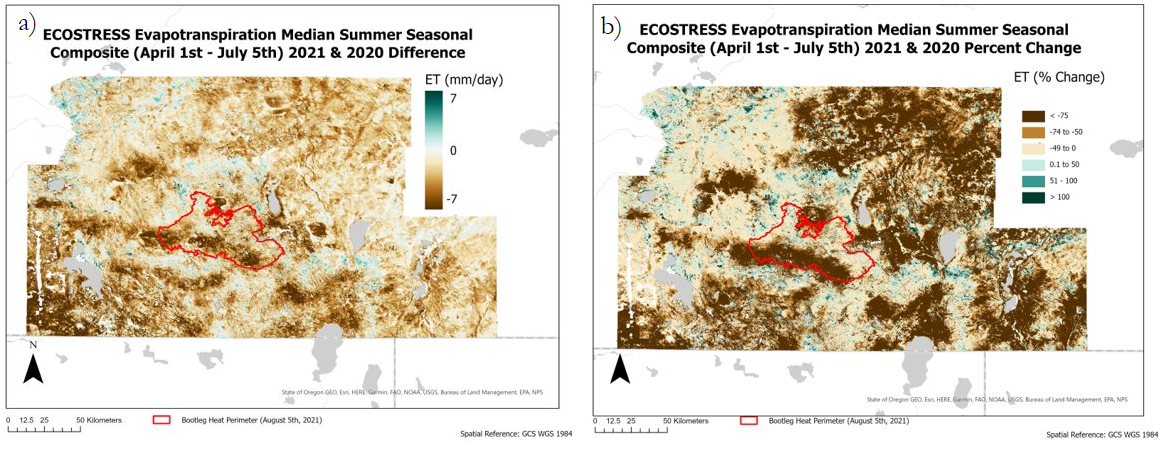 a)
ECOSTRESS Evapotranspiration Median Summer Seasonal
Composite (April 1st - July 5th) 2021 & 2020 Difference
ET (mm/day)
7
0
-7
N
State of Oregon GEO, Esri, HERE, Garmin, FAO, NOAA, USGS, Bureau of Land Management, EPA, NPS
0 12.5 25 50 Kilometers
Bootleg Heat Perimeter (August 5th, 2021)
Spatial Reference: GCS WGS 1984
b)
ECOSTRESS Evapotranspiration Median Summer Seasonal
Composite (April 1st - July 5th) 2021 & 2020 Percent Change
ET (% Change)
< -75
-74 to -50
-49 to 0
0.1 to 50
51 - 100
> 100
N
State of Oregon GEO, Esri, HERE, Garmin, FAO, NOAA, USGS, Bureau of Land Management, EPA, NPS
0 12.5 25 50 Kilometers
Bootleg Heat Perimeter (August 5th, 2021)
Spatial Reference: GCS WGS 1984